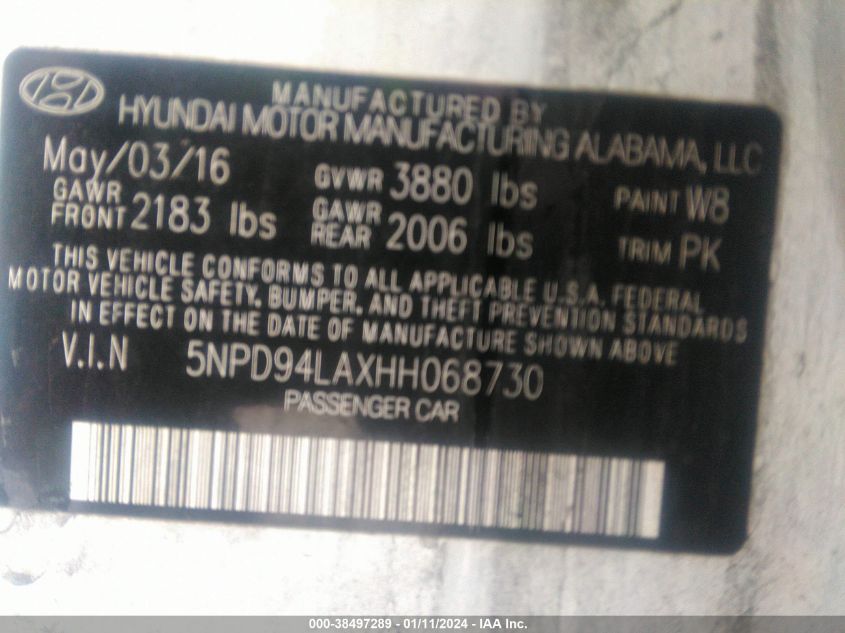 MANUFACTURED BY
HYUNDAI MOTOR MANUFACTURING ALABAMA, LLC
May/03/16 GVWR 3880 lbs PAINT W8
GAWR FRONT 2183 lbs GAWR REAR 2006 lbs TRIM PK
THIS VEHICLE CONFORMS TO ALL APPLICABLE U.S.A. FEDERAL
MOTOR VEHICLE SAFETY, BUMPER, AND THEFT PREVENTION STANDARDS
IN EFFECT ON THE DATE OF MANUFACTURE SHOWN ABOVE
V.I.N 5NPD94LAXHH068730
PASSENGER CAR
000-38497289 - 01/11/2024 - IAA Inc.